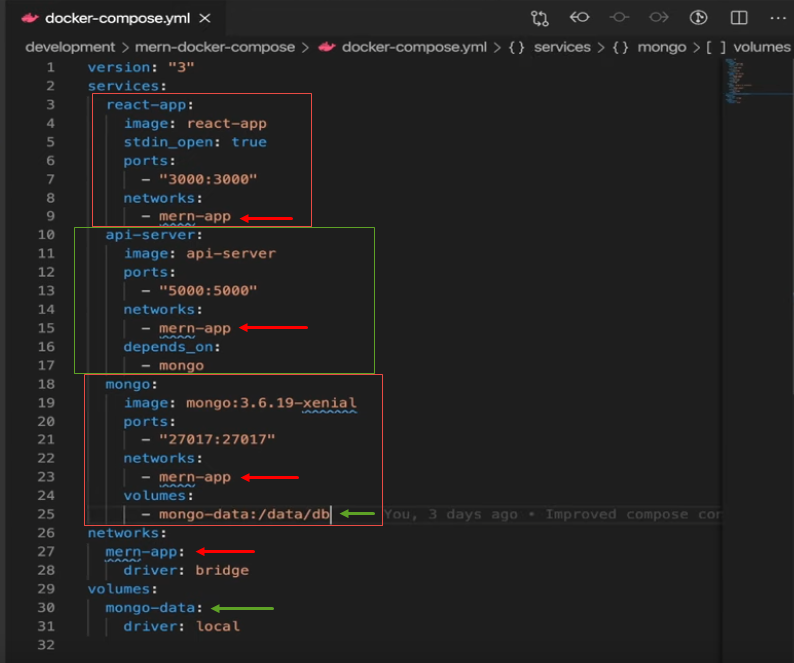 docker-compose.yml
development > mern-docker-compose > docker-compose.yml > {} services > {} mongo > [ ] volumes
1 version: "3"
2 services:
3 react-app:
4 image: react-app
5 stdin_open: true
6 ports:
7 - "3000:3000"
8 networks:
9 - mern-app
10 api-server:
11 image: api-server
12 ports:
13 - "5000:5000"
14 networks:
15 - mern-app
16 depends_on:
17 - mongo
18 mongo:
19 image: mongo:3.6.19-xenial
20 ports:
21 - "27017:27017"
22 networks:
23 - mern-app
24 volumes:
25 - mongo-data:/data/db You, 3 days ago • Improved compose con
26 networks:
27 mern-app:
28 driver: bridge
29 volumes:
30 mongo-data:
31 driver: local
32